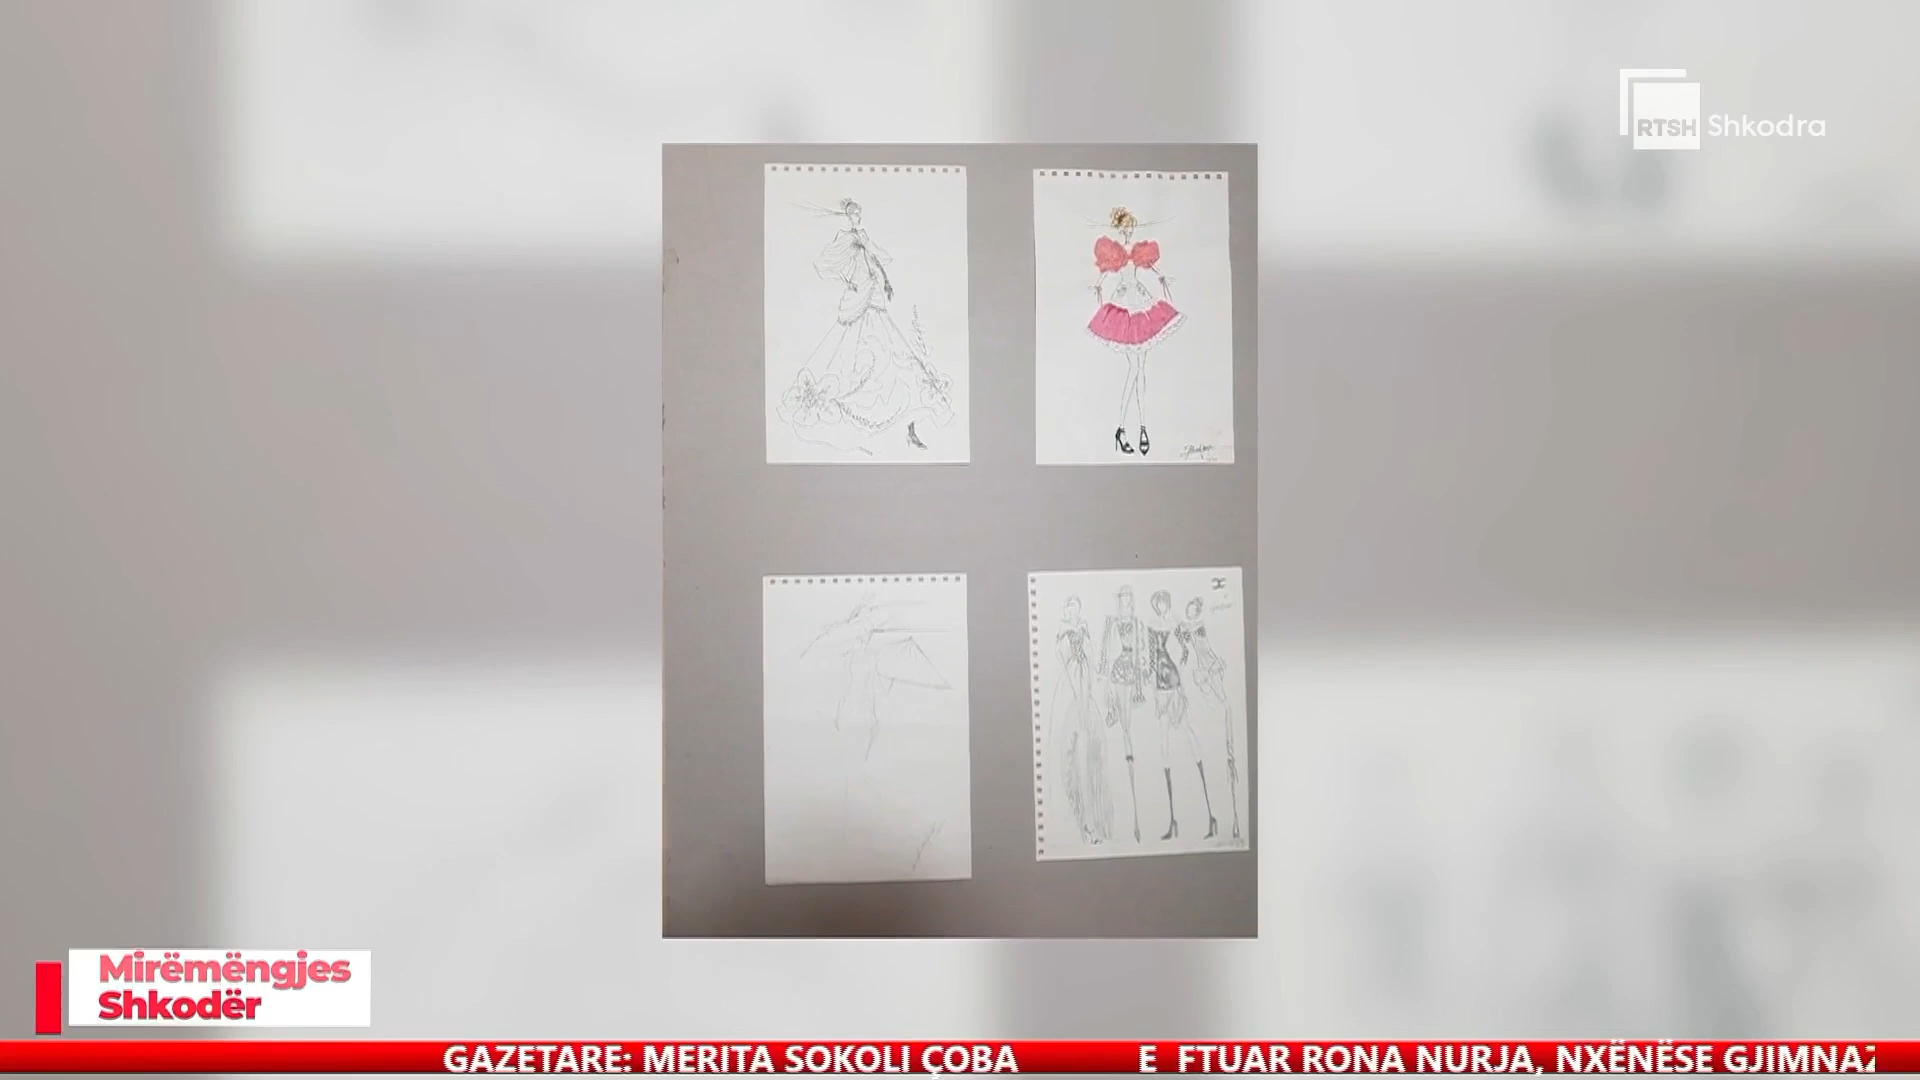 RTSH Shkodra
Mirëmëngjes
Shkodër
GAZETARE: MERITA SOKOLI ÇOBA E FTUAR RONA NURJA, NXËNËSE GJIMNAZ